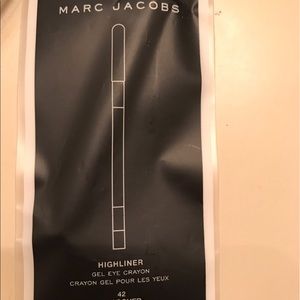 MARC JACOBS
HIGHLINER
GEL EYE CRAYON
CRAYON GEL POUR LES YEUX
42